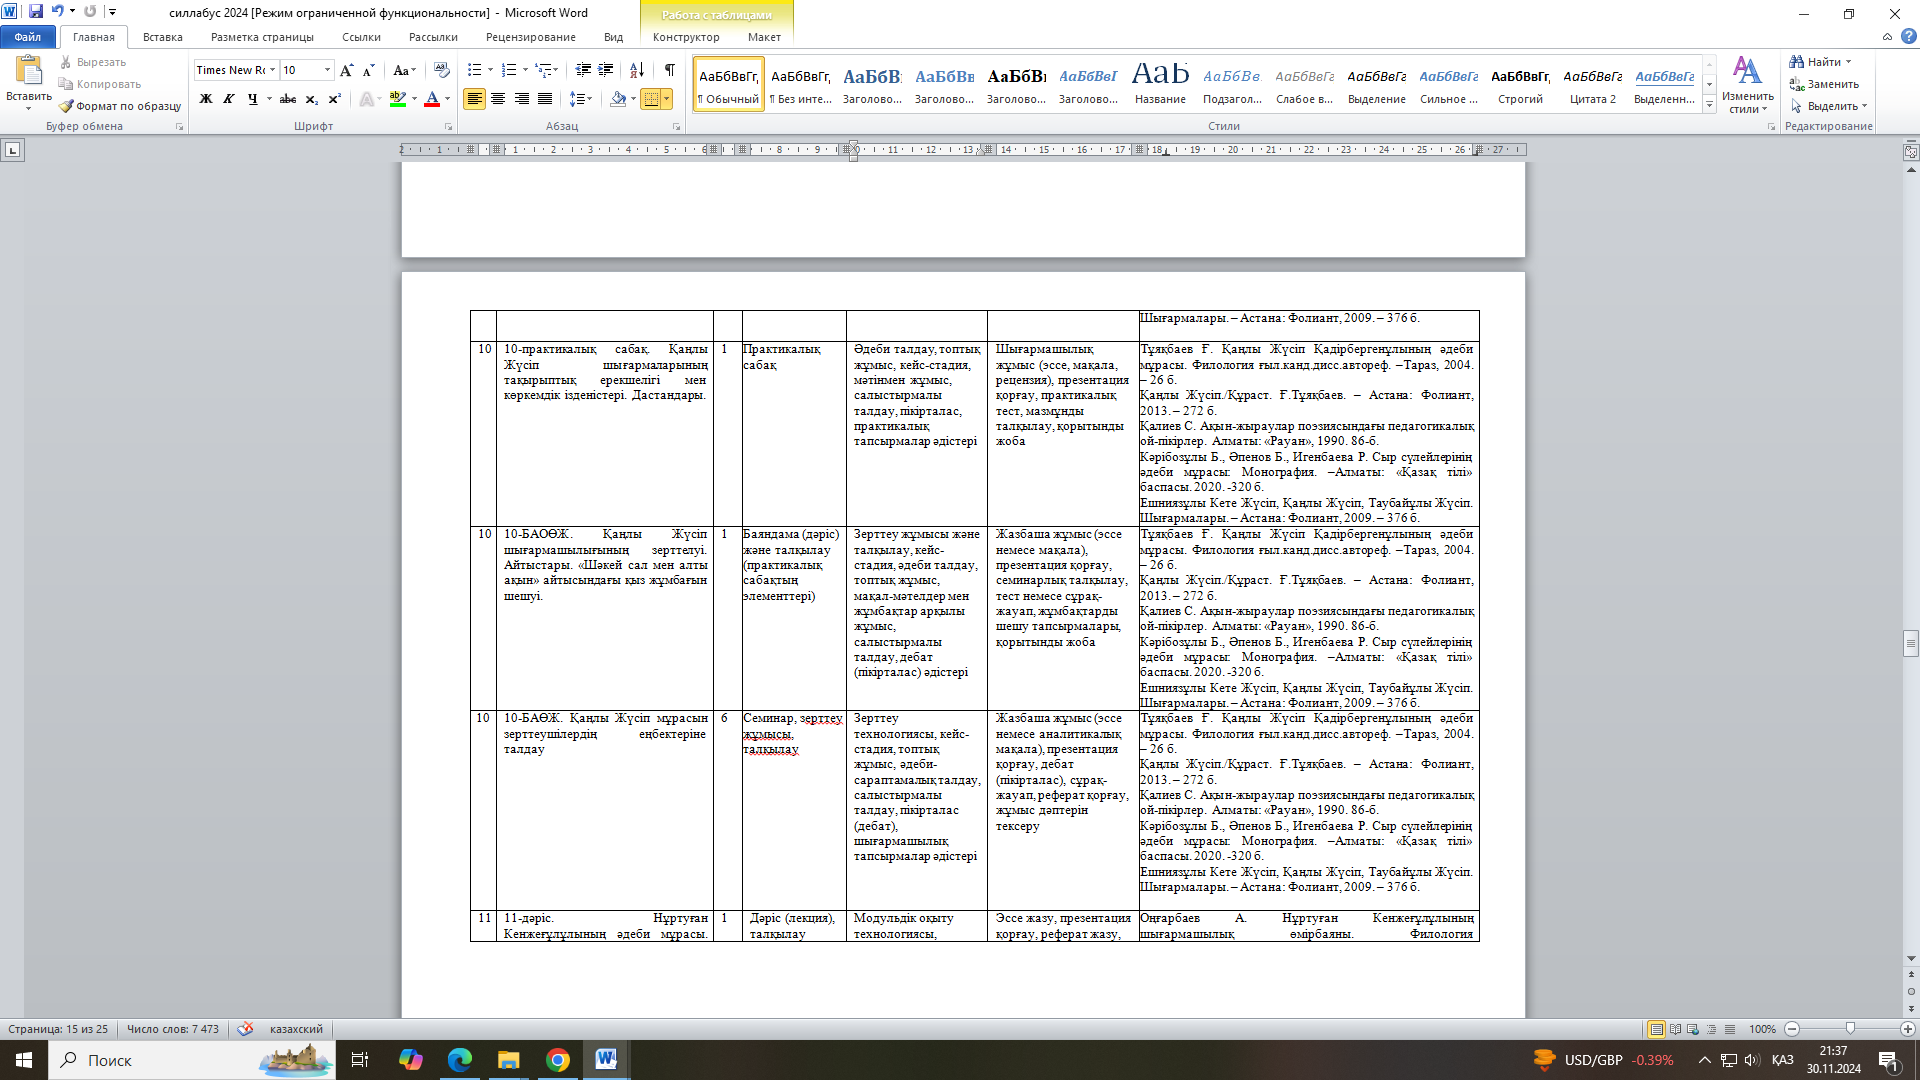 силлабус 2024 [Режим ограниченной функциональности] - Microsoft Word
Работа с таблицами
Файл Главная Вставка Разметка страницы Ссылки Рассылки Рецензирование Вид Конструктор Макет
Вставить
Вырезать
Копировать
Формат по образцу
Буфер обмена
Times New Rc 10
Шрифт
Абзац
АаБбВвГг, АаБбВвГг, АаБбВ АаБбВв АаБбВ АаБбВвГ АаБ АаБбВв. АаБбВвГг АаБбВвГг АаБбВвГг АаБбВвГг АаБбВвГг АаБбВвГг
¶ Обычный ¶ Без инте... Заголово... Заголово... Заголово... Заголово... Название Подзагол... Слабое в... Выделение Сильное ... Строгий Цитата 2 Выделенн...
Стили
Изменить стили
Найти
Заменить
Выделить
Редактирование
Шығармалары. – Астана: Фолиант, 2009. – 376 б.
10
10-практикалық сабақ. Қаңлы
Жүсіп шығармаларының
тақырыптық ерекшелігі мен
көркемдік ізденістері. Дастандары.
1
Практикалық
сабақ
Әдеби талдау, топтық
жұмыс, кейс-стадия,
мәтінмен жұмыс,
салыстырмалы
талдау, пікірталас,
практикалық
тапсырмалар әдістері
Шығармашылық
жұмыс (эссе, мақала,
рецензия), презентация
қорғау, практикалық
тест, мазмұнды
талқылау, қорытынды
жоба
Тұяқбаев Ғ. Қаңлы Жүсіп Қадірбергенұлының әдеби
мұрасы. Филология ғыл.канд.дисс.автореф. –Тараз, 2004.
– 26 б.
Қаңлы Жүсіп./Құраст. Ғ.Тұяқбаев. – Астана: Фолиант,
2013. – 272 б.
Қалиев С. Ақын-жыраулар поэзиясындағы педагогикалық
ой-пікірлер. Алматы: «Рауан», 1990. 86-б.
Кәрібозұлы Б., Әпенов Б., Игенбаева Р. Сыр сүлейлерінің
әдеби мұрасы: Монография. –Алматы: «Қазақ тілі»
баспасы. 2020. -320 б.
Ешниязұлы Кете Жүсіп, Қаңлы Жүсіп, Таубайұлы Жүсіп.
Шығармалары. – Астана: Фолиант, 2009. – 376 б.
10
10-БАОӨЖ. Қаңлы Жүсіп
шығармашылығының зерттелуі.
Айтыстары. «Шәкей сал мен алты
ақын» айтысындағы қыз жұмбағын
шешуі.
1
Баяндама (дәріс)
және талқылау
(практикалық
сабақтың
элементтері)
Зерттеу жұмысы және
талқылау, кейс-
стадия, әдеби талдау,
топтық жұмыс,
мақал-мәтелдер мен
жұмбақтар арқылы
жұмыс,
салыстырмалы
талдау, дебат
(пікірталас) әдістері
Жазбаша жұмыс (эссе
немесе мақала),
презентация қорғау,
семинарлық талқылау,
тест немесе сұрақ-
жауап, жұмбақтарды
шешу тапсырмалары,
қорытынды жоба
Тұяқбаев Ғ. Қаңлы Жүсіп Қадірбергенұлының әдеби
мұрасы. Филология ғыл.канд.дисс.автореф. –Тараз, 2004.
– 26 б.
Қаңлы Жүсіп./Құраст. Ғ.Тұяқбаев. – Астана: Фолиант,
2013. – 272 б.
Қалиев С. Ақын-жыраулар поэзиясындағы педагогикалық
ой-пікірлер. Алматы: «Рауан», 1990. 86-б.
Кәрібозұлы Б., Әпенов Б., Игенбаева Р. Сыр сүлейлерінің
әдеби мұрасы: Монография. –Алматы: «Қазақ тілі»
баспасы. 2020. -320 б.
Ешниязұлы Кете Жүсіп, Қаңлы Жүсіп, Таубайұлы Жүсіп.
Шығармалары. – Астана: Фолиант, 2009. – 376 б.
10
10-БАӨЖ. Қаңлы Жүсіп мұрасын
зерттеушілердің еңбектеріне
талдау
6
Семинар, зерттеу
жұмысы,
талқылау
Зерттеу
технологиясы, кейс-
стадия, топтық
жұмыс, әдеби-
сараптамалық талдау,
салыстырмалы
талдау, пікірталас
(дебат),
шығармашылық
тапсырмалар әдістері
Жазбаша жұмыс (эссе
немесе аналитикалық
мақала), презентация
қорғау, дебат
(пікірталас), сұрақ-
жауап, реферат қорғау,
жұмыс дәптерін
тексеру
Тұяқбаев Ғ. Қаңлы Жүсіп Қадірбергенұлының әдеби
мұрасы. Филология ғыл.канд.дисс.автореф. –Тараз, 2004.
– 26 б.
Қаңлы Жүсіп./Құраст. Ғ.Тұяқбаев. – Астана: Фолиант,
2013. – 272 б.
Қалиев С. Ақын-жыраулар поэзиясындағы педагогикалық
ой-пікірлер. Алматы: «Рауан», 1990. 86-б.
Кәрібозұлы Б., Әпенов Б., Игенбаева Р. Сыр сүлейлерінің
әдеби мұрасы: Монография. –Алматы: «Қазақ тілі»
баспасы. 2020. -320 б.
Ешниязұлы Кете Жүсіп, Қаңлы Жүсіп, Таубайұлы Жүсіп.
Шығармалары. – Астана: Фолиант, 2009. – 376 б.
11
11-дәріс. Нұртуған
Кенжеғұлұлының әдеби мұрасы.
1
Дәріс (лекция),
талқылау
Модульдік оқыту
технологиясы,
Эссе жазу, презентация
қорғау, реферат жазу,
Оңғарбаев А. Нұртуған Кенжеғұлұлының
шығармашылық өмірбаяны. Филология
Страница: 15 из 25 Число слов: 7 473 казахский 100%
Поиск
USD/GBP -0.39% ҚАЗ 21:37
30.11.2024 1